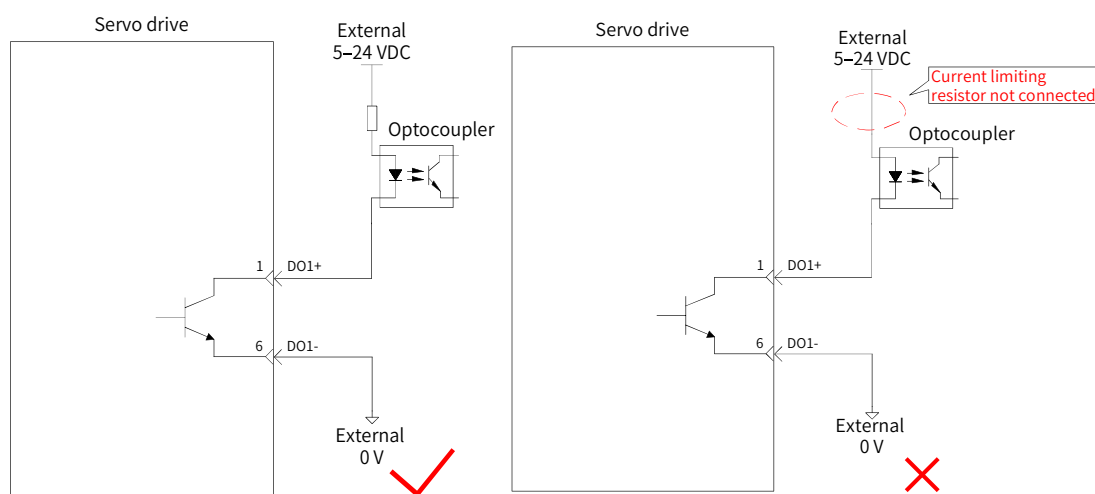 Servo drive
External
5–24 VDC
Optocoupler
1
DO1+
6
DO1-
External
0 V
Servo drive
External
5–24 VDC
Current limiting
resistor not connected
Optocoupler
1
DO1+
6
DO1-
External
0 V